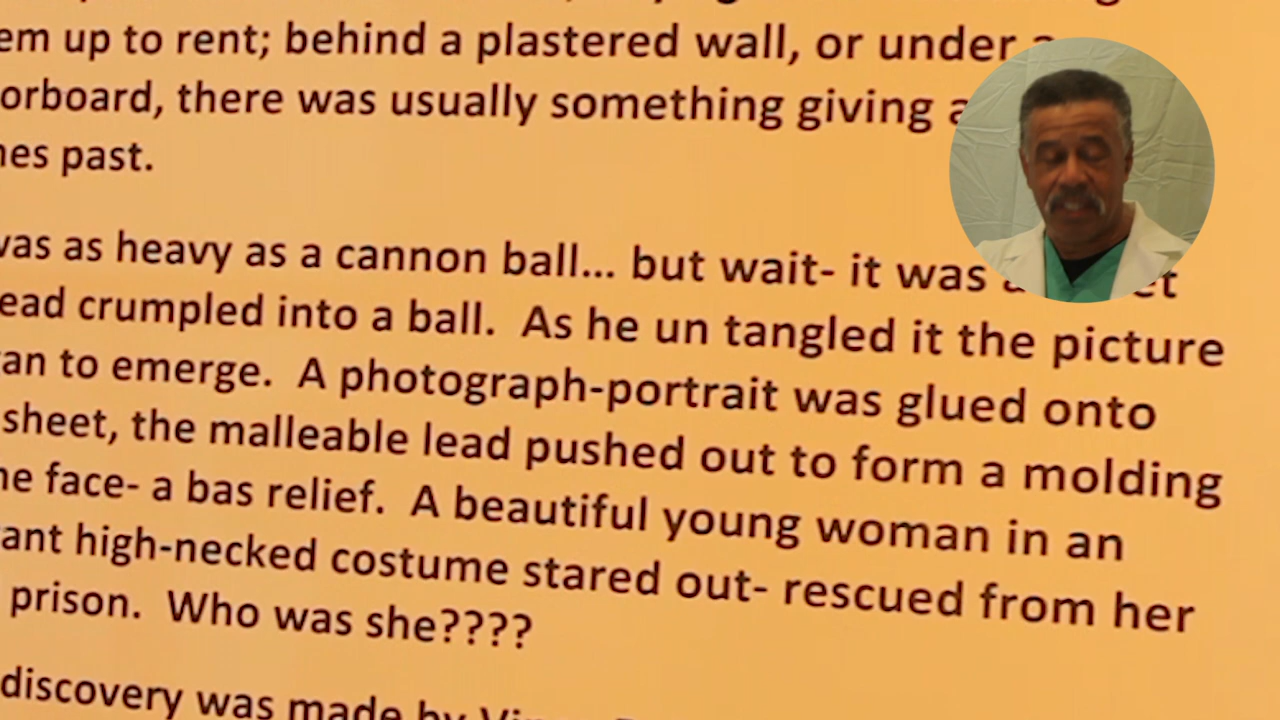 em up to rent; behind a plastered wall, or under a
orboard, there was usually something giving a
nes past.
was as heavy as a cannon ball... but wait- it was a
ead crumpled into a ball. As he un tangled it the picture
an to emerge. A photograph-portrait was glued onto
sheet, the malleable lead pushed out to form a molding
he face- a bas relief. A beautiful young woman in an
ant high-necked costume stared out- rescued from her
prison. Who was she????
discovery was made by